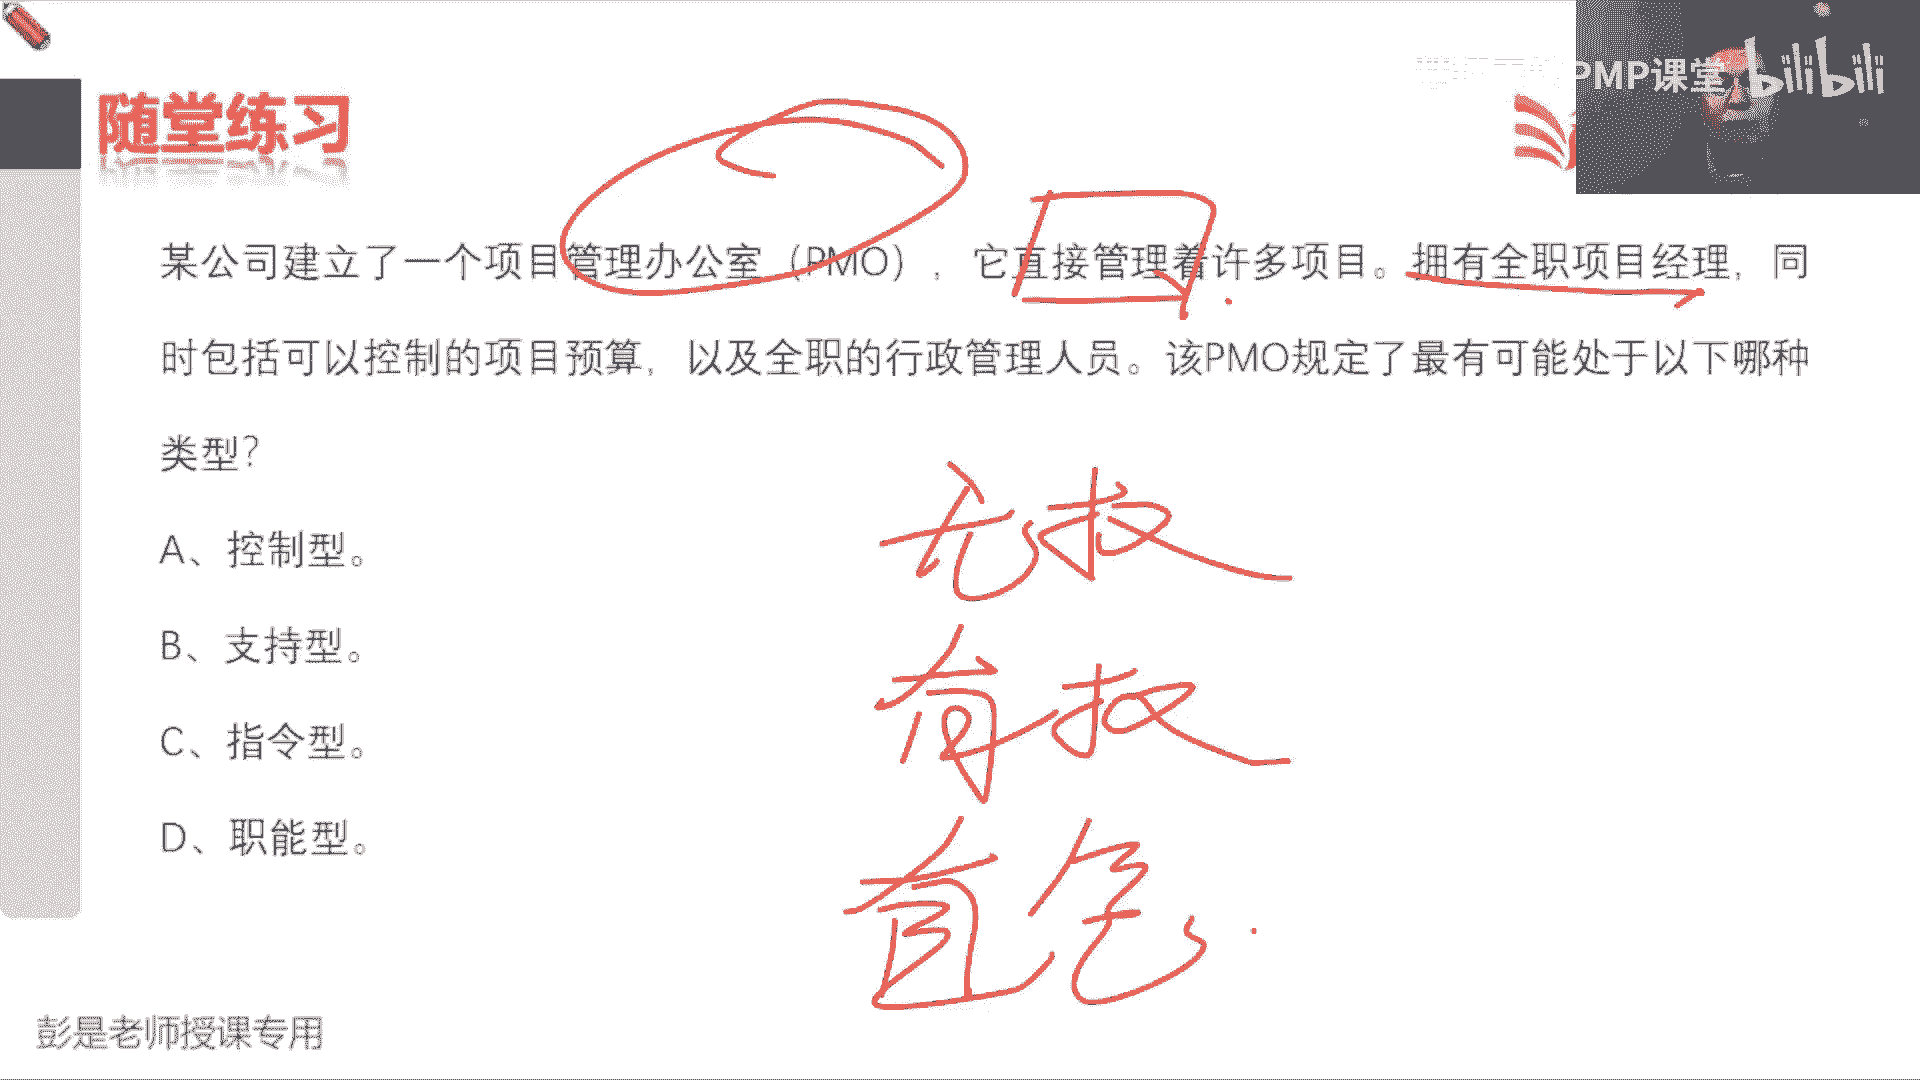 PMP课堂 bilibili
随堂练习
某公司建立了一个项目管理办公室（PMO），它直接管理着许多项目。拥有全职项目经理，同
时包括可以控制的项目预算，以及全职的行政管理人员。该PMO规定了最有可能处于以下哪种
类型？
A、控制型。
B、支持型。
C、指令型。
D、职能型。
无权
有权
直
彭是老师授课专用